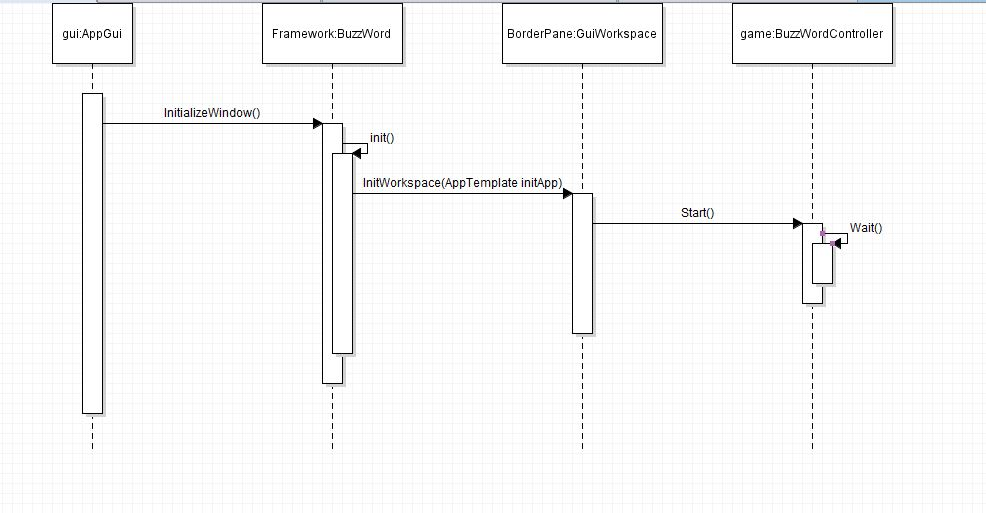 gui:AppGui
Framework:BuzzWord
BorderPane:GuiWorkspace
game:BuzzWordController
InitializeWindow()
init()
InitWorkspace(AppTemplate initApp)
Start()
Wait()